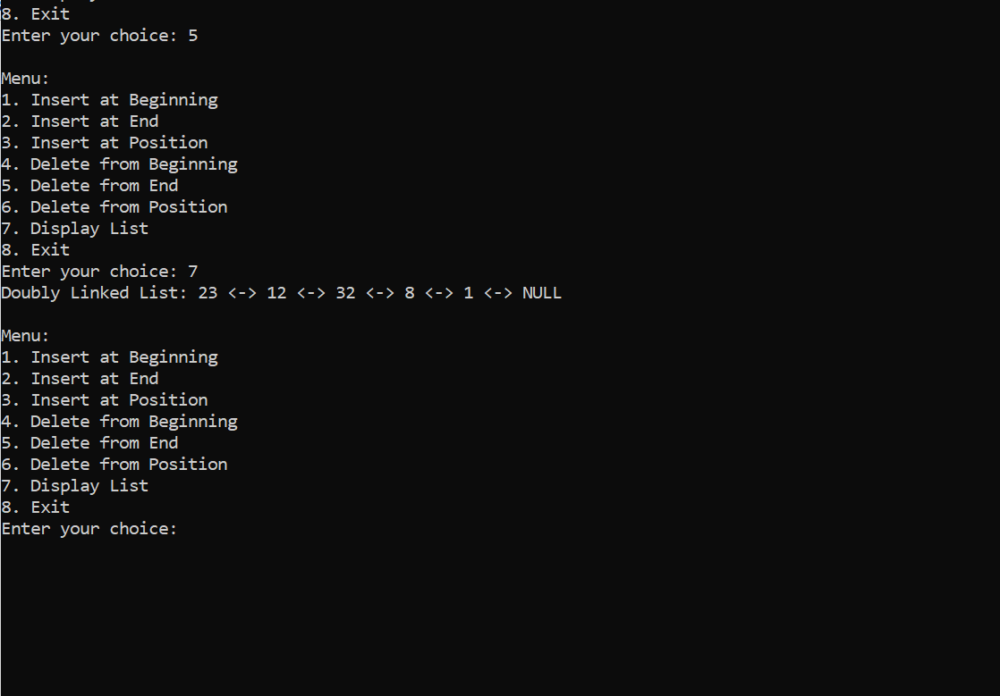 8. Exit
Enter your choice: 5
Menu:
1. Insert at Beginning
2. Insert at End
3. Insert at Position
4. Delete from Beginning
5. Delete from End
6. Delete from Position
7. Display List
8. Exit
Enter your choice: 7
Doubly Linked List: 23 <-> 12 <-> 32 <-> 8 <-> 1 <-> NULL
Menu:
1. Insert at Beginning
2. Insert at End
3. Insert at Position
4. Delete from Beginning
5. Delete from End
6. Delete from Position
7. Display List
8. Exit
Enter your choice: